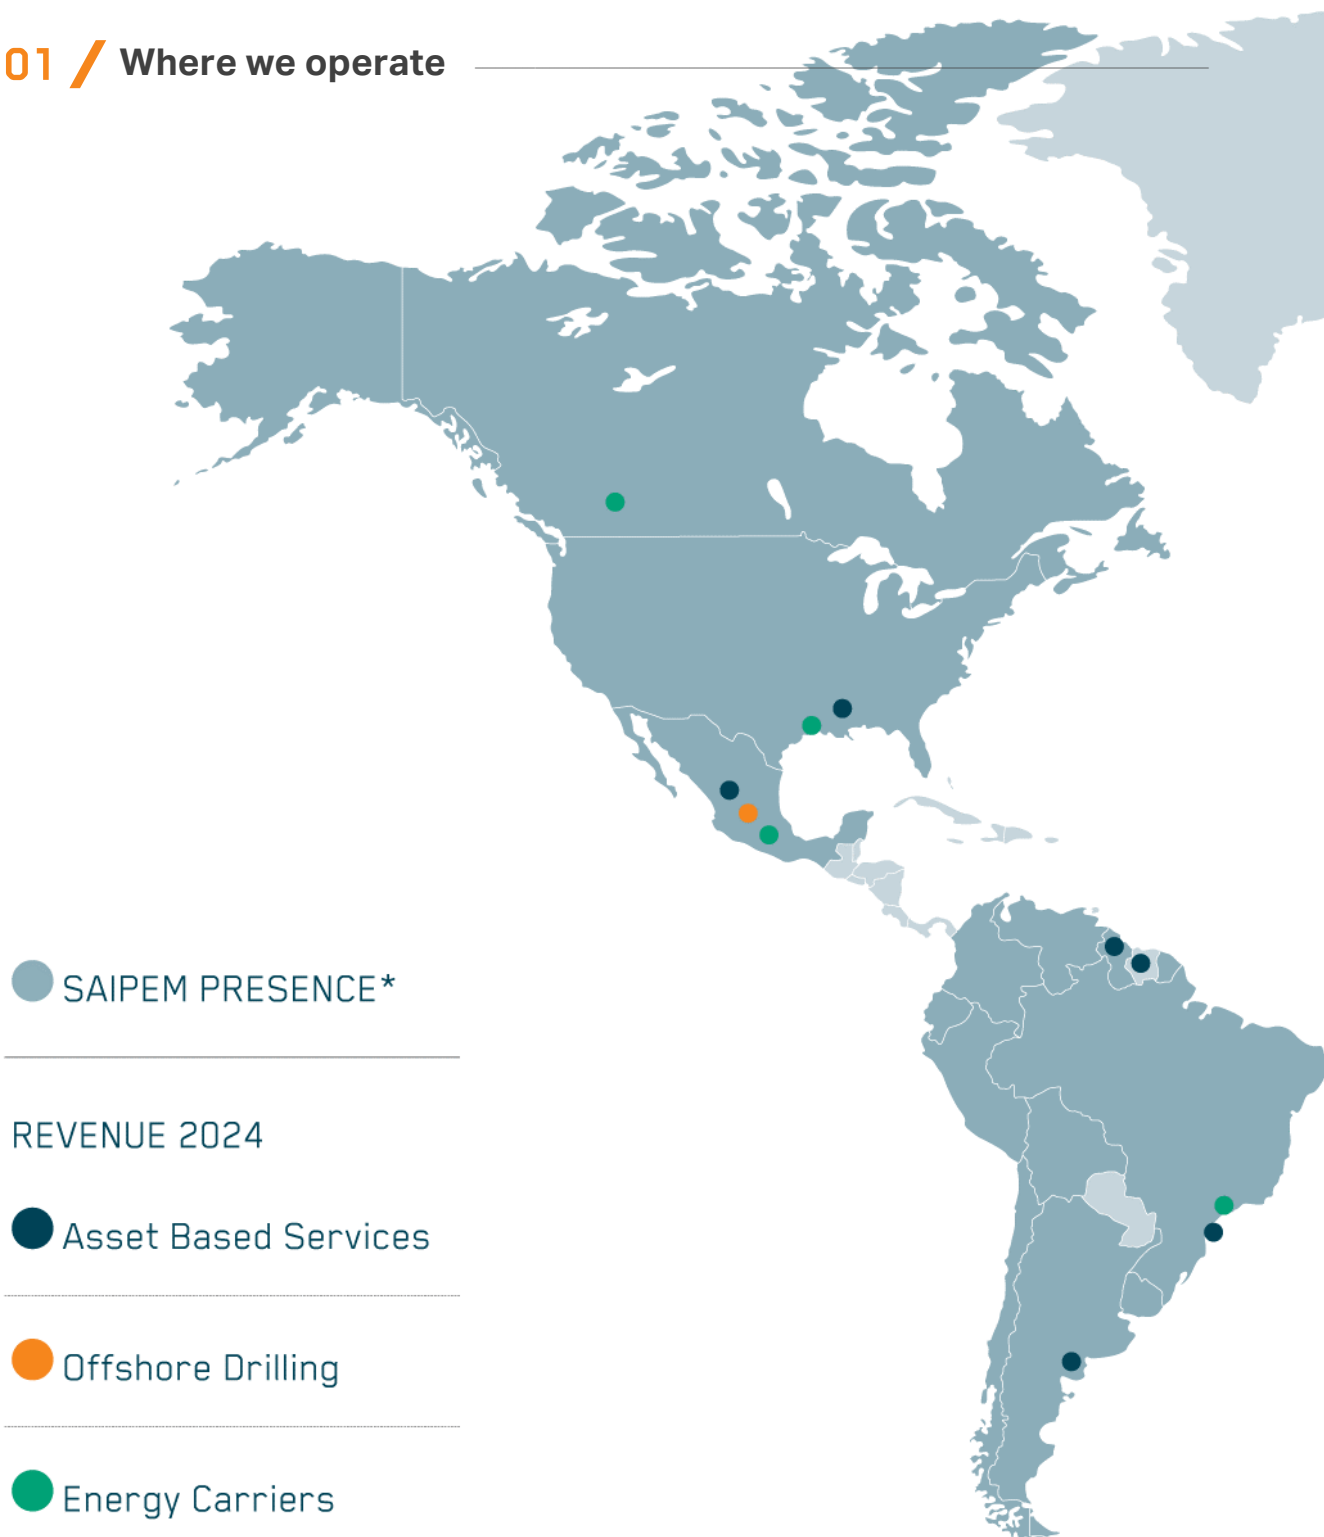 01 / Where we operate
SAIPEM PRESENCE*
REVENUE 2024
Asset Based Services
Offshore Drilling
Energy Carriers